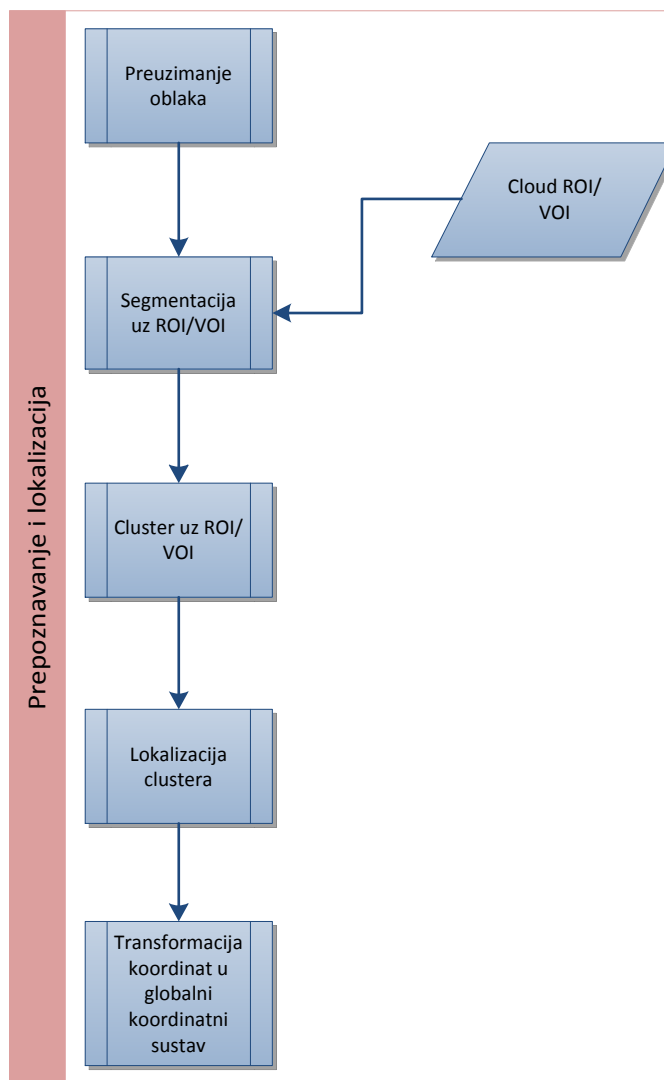 Prepoznavanje i lokalizacija
Preuzimanje
oblaka
Cloud ROI/
VOI
Segmentacija
uz ROI/VOI
Cluster uz ROI/
VOI
Lokalizacija
clustera
Transformacija
koordinat u
globalni
koordinatni
sustav